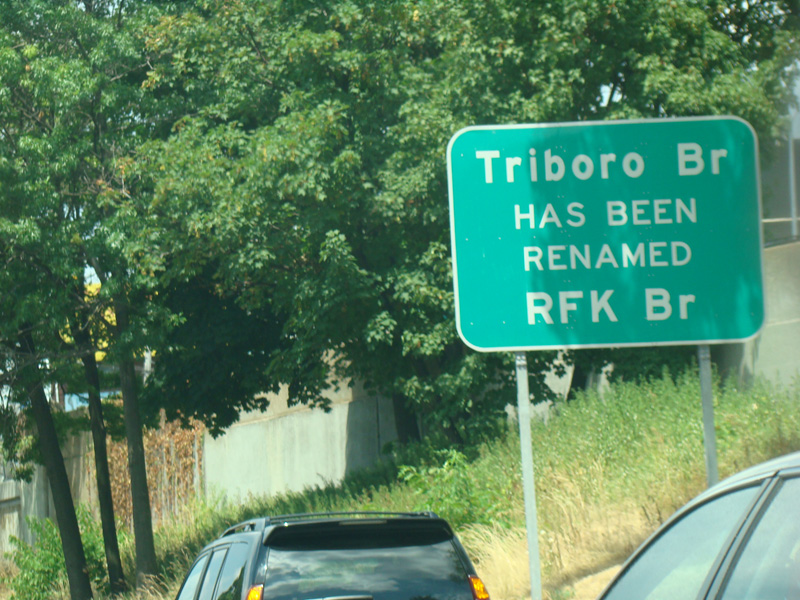 Triboro Br
HAS BEEN
RENAMED
RFK Br